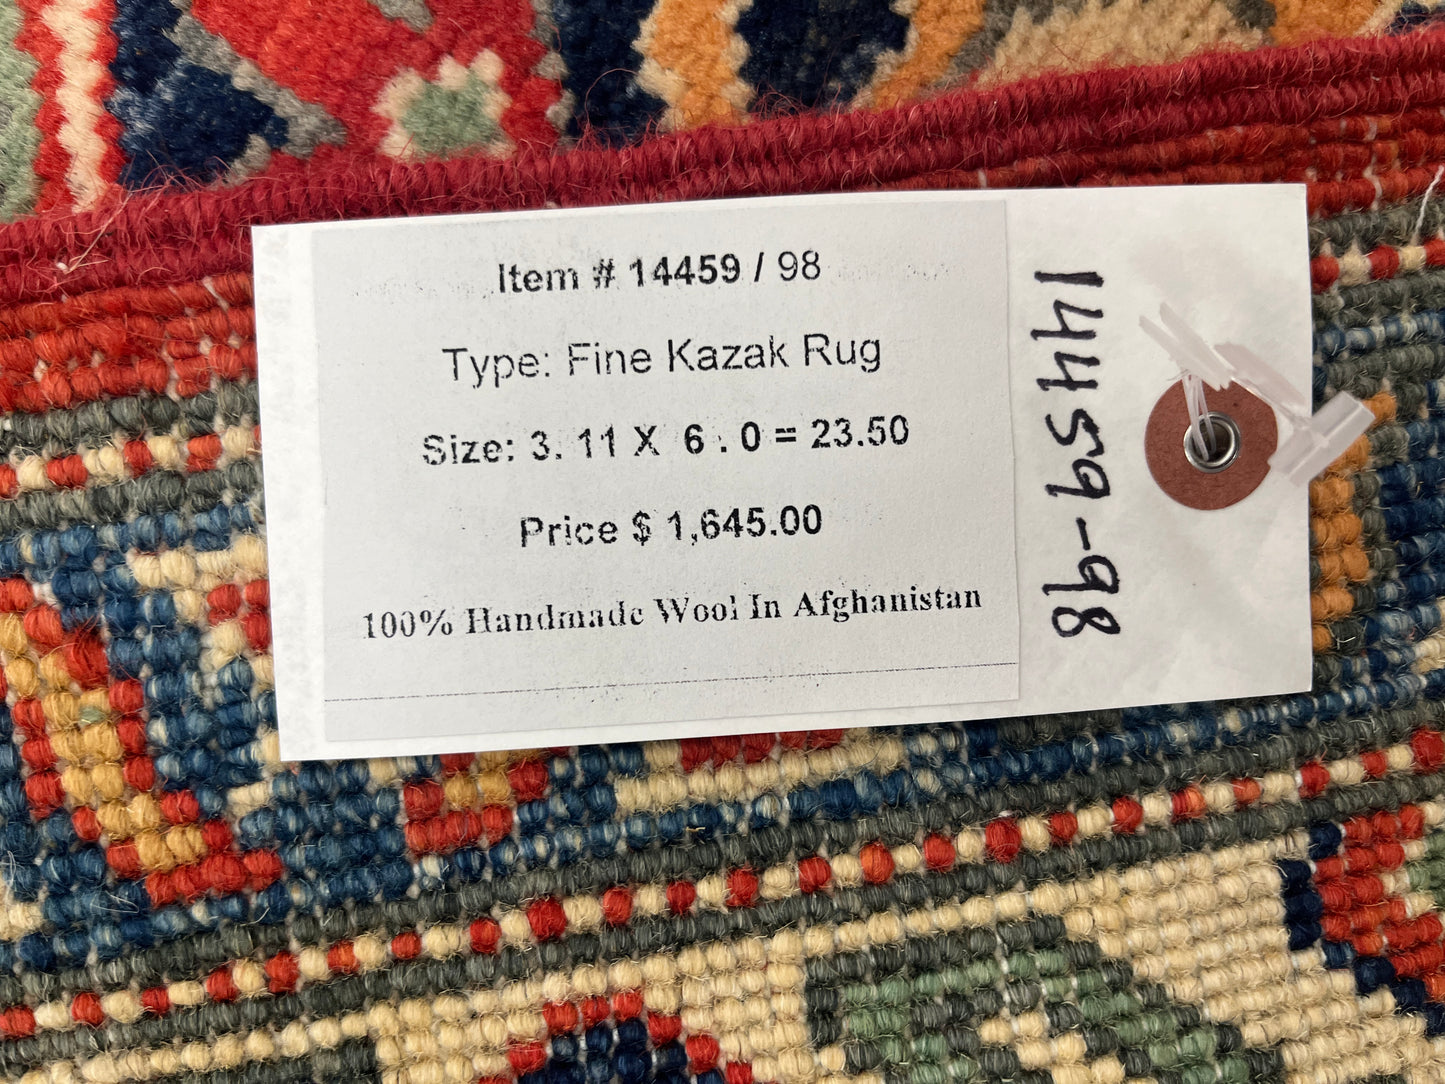 Item # 14459 / 98
Type: Fine Kazak Rug
Size: 3. 11 X 6 . 0 = 23.50
Price $ 1,645.00
100% Handmade Wool In Afghanistan
14459-98